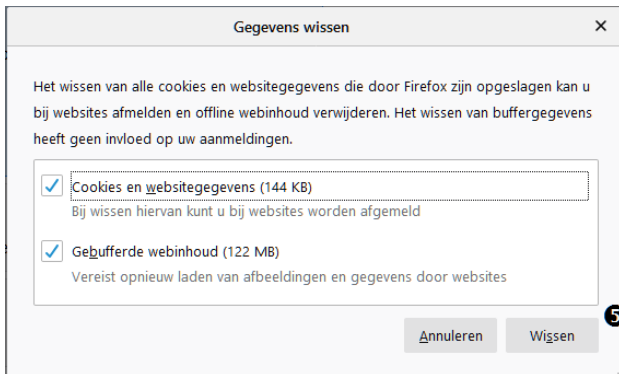 Gegevens wissen
Het wissen van alle cookies en websitegegevens die door Firefox zijn opgeslagen kan u
bij websites afmelden en offline webinhoud verwijderen. Het wissen van buffergegevens
heeft geen invloed op uw aanmeldingen.
Cookies en websitegegevens (144 KB)
Bij wissen hiervan kunt u bij websites worden afgemeld
Gebufferde webinhoud (122 MB)
Vereist opnieuw laden van afbeeldingen en gegevens door websites
5
Annuleren Wissen